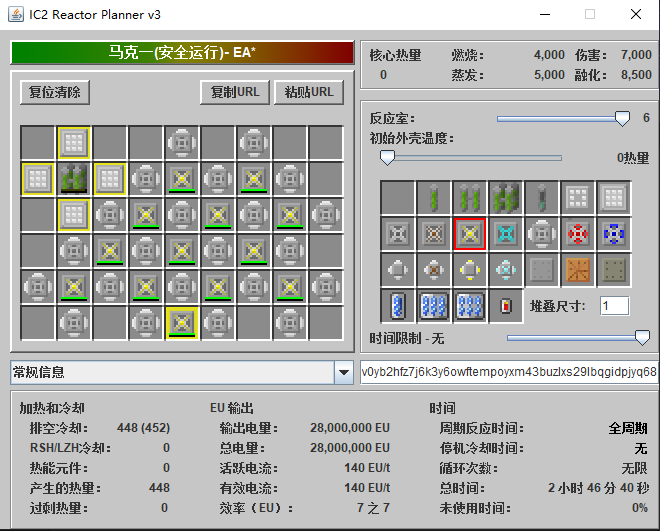 IC2 Reactor Planner v3
马克一(安全运行)- EA*
复位清除
复制URL
粘贴URL
核心热量 燃烧: 4,000 伤害: 7,000
0 蒸发: 5,000 融化: 8,500
反应室: 6
初始外壳温度:
0热量
堆叠尺寸: 1
时间限制 - 无
常规信息
v0yb2hfz7j6k3y6owftempoyxm43buzlxs29lbqgidpjyq68
加热和冷却 EU 输出 时间
排空冷却: 448 (452) 输出电量: 28,000,000 EU 周期反应时间: 全周期
RSH/LZH冷却: 0 总电量: 28,000,000 EU 停机冷却时间: 无
热能元件: 0 活跃电流: 140 EU/t 循环次数: 无限
产生的热量: 448 有效电流: 140 EU/t 总时间: 2 小时 46 分 40 秒
过剩热量: 0 效率（EU）: 7 之 7 未使用时间: 0%